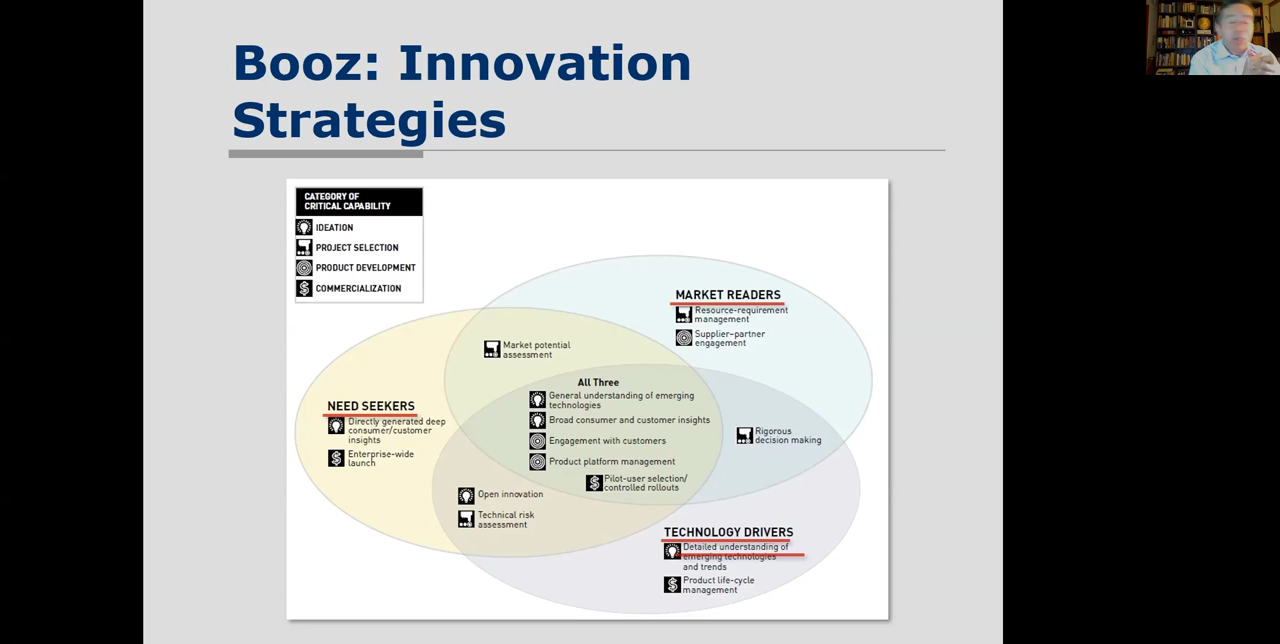 Booz: Innovation
Strategies
CATEGORY OF
CRITICAL CAPABILITY
IDEATION
PROJECT SELECTION
PRODUCT DEVELOPMENT
COMMERCIALIZATION
MARKET READERS
Resource-requirement
management
Supplier–partner
engagement
Market potential
assessment
All Three
General understanding of emerging
technologies
Broad consumer and customer insights
Engagement with customers
Product platform management
Pilot-user selection/
controlled rollouts
NEED SEEKERS
Directly generated deep
consumer/customer
insights
Enterprise-wide
launch
Rigorous
decision making
Open innovation
Technical risk
assessment
TECHNOLOGY DRIVERS
Detailed understanding of
emerging technologies
and trends
Product life-cycle
management